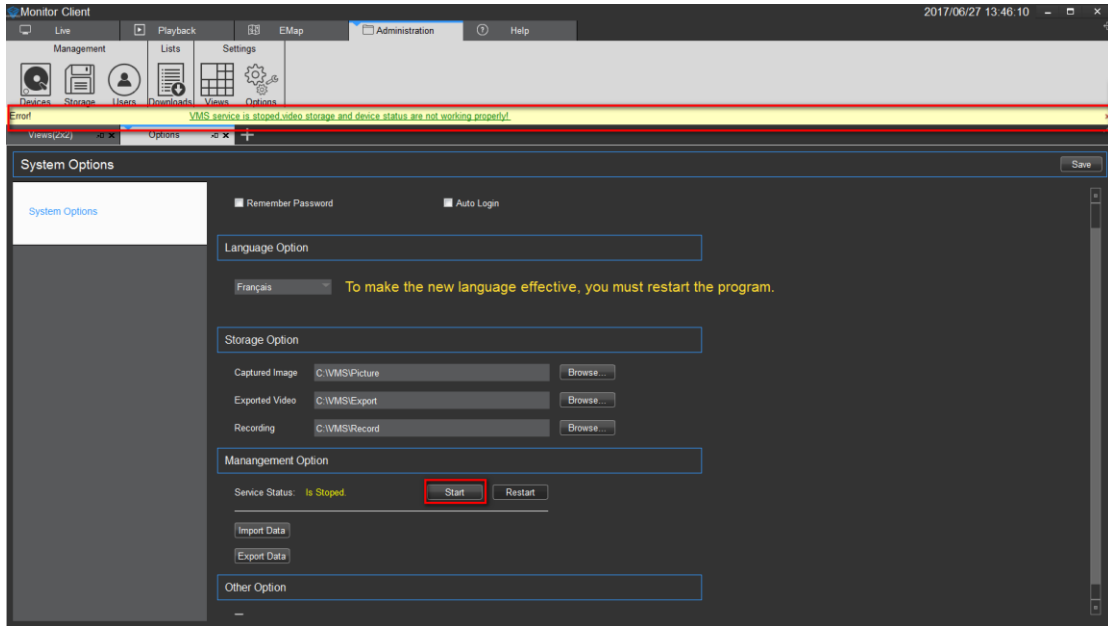 Monitor Client 2017/06/27 13:46:10
Live Playback EMap Administration Help
Management Lists Settings
Devices Storage Users Downloads Views Options
Error! VMS service is stoped,video storage and device status are not working properly!
Views(2x2) Options
System Options Save
System Options
Remember Password Auto Login
Language Option
Français To make the new language effective, you must restart the program.
Storage Option
Captured Image C:\VMS\Picture Browse...
Exported Video C:\VMS\Export Browse...
Recording C:\VMS\Record Browse...
Manangement Option
Service Status: Is Stoped. Start Restart
Import Data
Export Data
Other Option